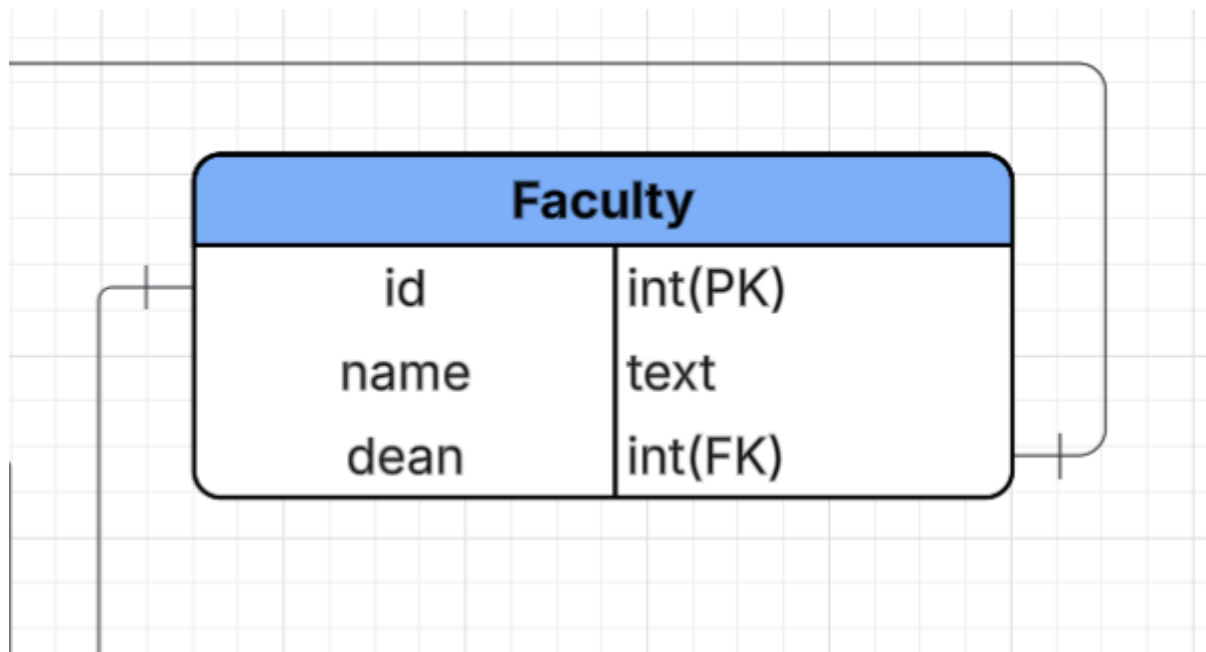 Faculty
id int(PK)
name text
dean int(FK)